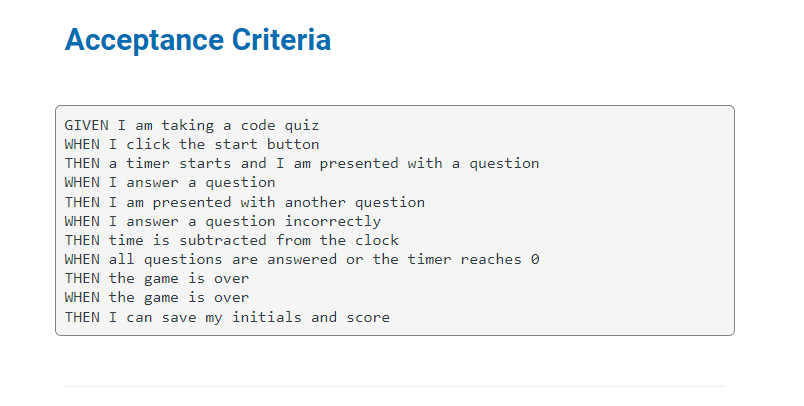 Acceptance Criteria
GIVEN I am taking a code quiz
WHEN I click the start button
THEN a timer starts and I am presented with a question
WHEN I answer a question
THEN I am presented with another question
WHEN I answer a question incorrectly
THEN time is subtracted from the clock
WHEN all questions are answered or the timer reaches 0
THEN the game is over
WHEN the game is over
THEN I can save my initials and score